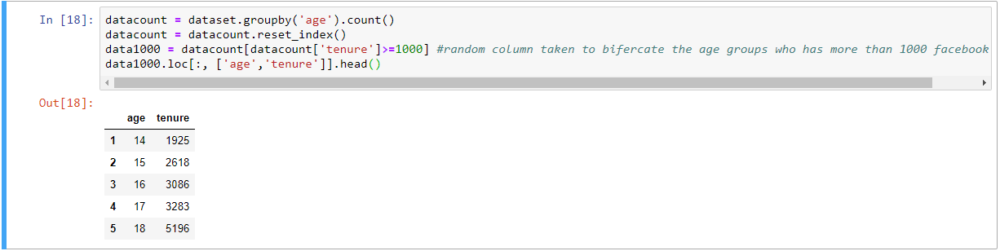 In [18]: datacount = dataset.groupby('age').count()
datacount = datacount.reset_index()
data1000 = datacount[datacount['tenure']>=1000] #random column taken to bifercate the age groups who has more than 1000 facebook
data1000.loc[:, ['age','tenure']].head()
Out[18]:
age tenure
1 14 1925
2 15 2618
3 16 3086
4 17 3283
5 18 5196